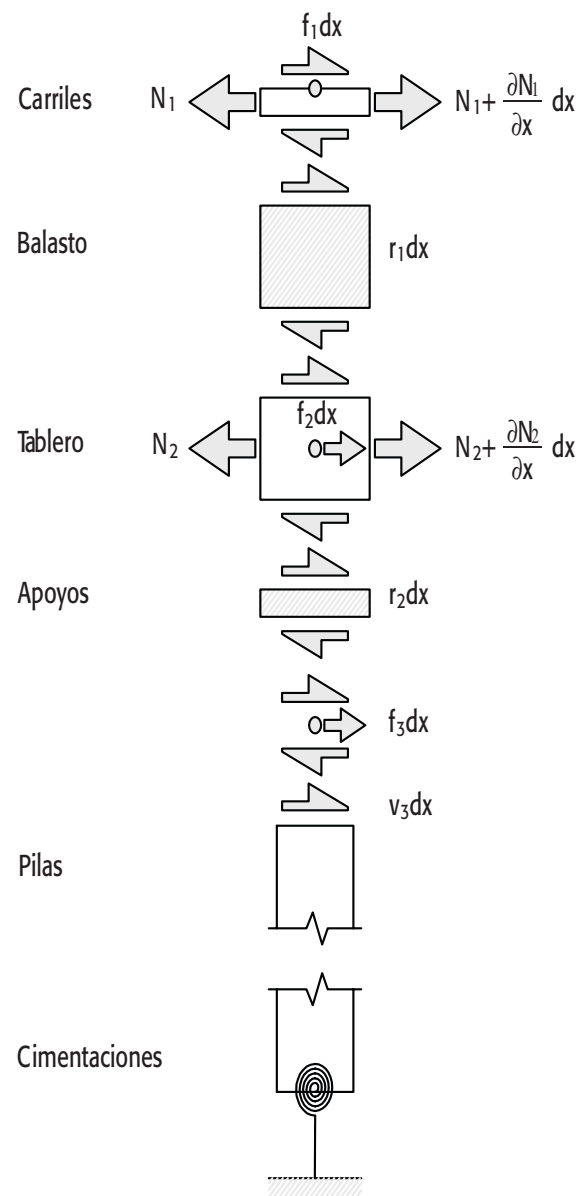 f₁dx
Carriles N₁ N₁+ ∂N₁/∂x dx
Balasto r₁dx
f₂dx
Tablero N₂ N₂+ ∂N₂/∂x dx
Apoyos r₂dx
f₃dx
v₃dx
Pilas
Cimentaciones